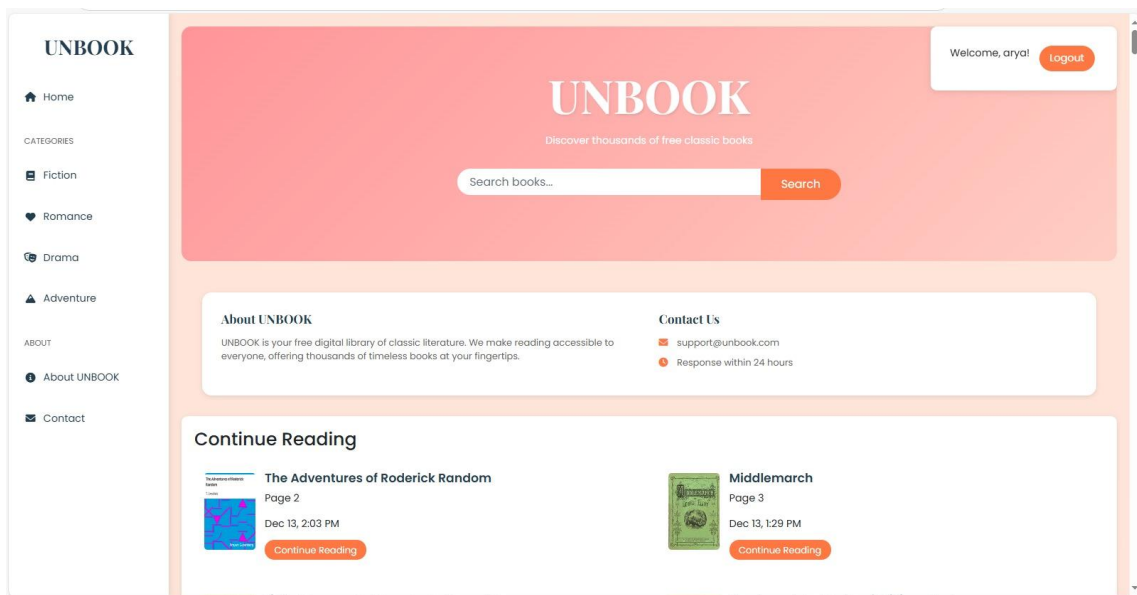 UNBOOK
Home
CATEGORIES
Fiction
Romance
Drama
Adventure
ABOUT
About UNBOOK
Contact
Welcome, arya!
Logout
UNBOOK
Discover thousands of free classic books
Search books...
Search
About UNBOOK
UNBOOK is your free digital library of classic literature. We make reading accessible to
everyone, offering thousands of timeless books at your fingertips.
Contact Us
support@unbook.com
Response within 24 hours
Continue Reading
The Adventures of Roderick Random
Page 2
Dec 13, 2:03 PM
Continue Reading
Middlemarch
Page 3
Dec 13, 1:29 PM
Continue Reading